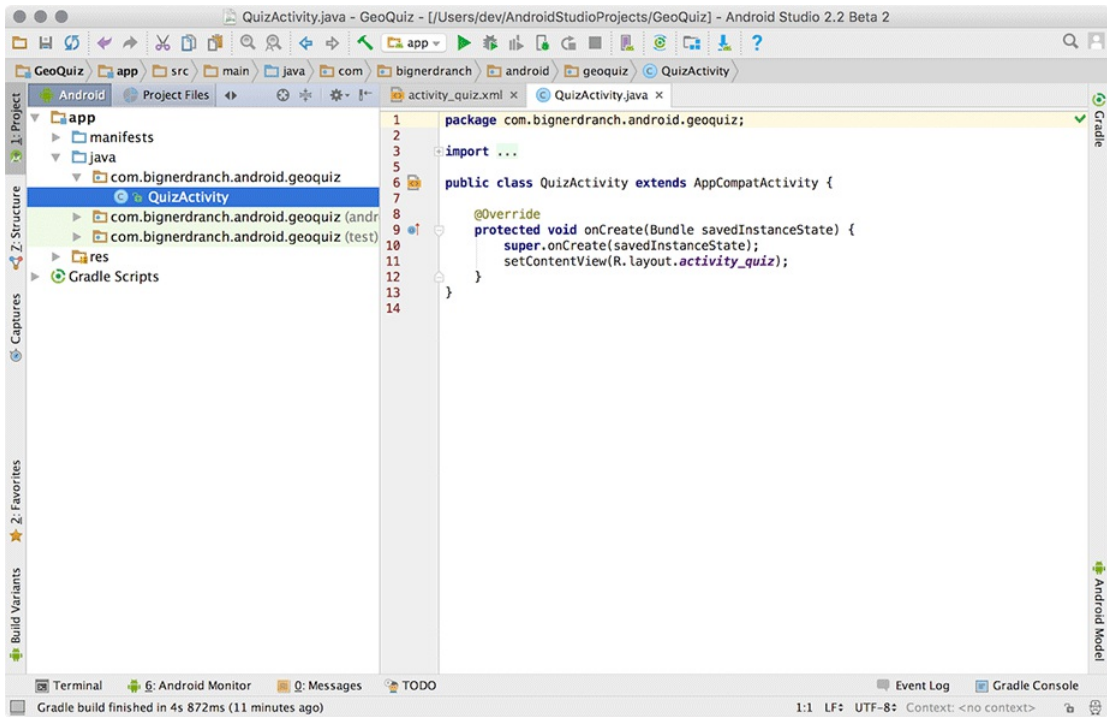 QuizActivity.java - GeoQuiz - [/Users/dev/AndroidStudioProjects/GeoQuiz] - Android Studio 2.2 Beta 2
app
?
GeoQuiz app src main java com bignerdranch android geoquiz QuizActivity
Android Project Files
activity_quiz.xml × QuizActivity.java ×
1: Project
Z: Structure
Captures
2: Favorites
Build Variants
app
manifests
java
com.bignerdranch.android.geoquiz
QuizActivity
com.bignerdranch.android.geoquiz (andr
com.bignerdranch.android.geoquiz (test)
res
Gradle Scripts
1 package com.bignerdranch.android.geoquiz;
2
3 import ...
5
6 public class QuizActivity extends AppCompatActivity {
7
8 @Override
9 protected void onCreate(Bundle savedInstanceState) {
10 super.onCreate(savedInstanceState);
11 setContentView(R.layout.activity_quiz);
12 }
13 }
14
Gradle
Android Model
Terminal 6: Android Monitor 0: Messages TODO Event Log Gradle Console
Gradle build finished in 4s 872ms (11 minutes ago) 1:1 LF UTF-8 Context: <no context>